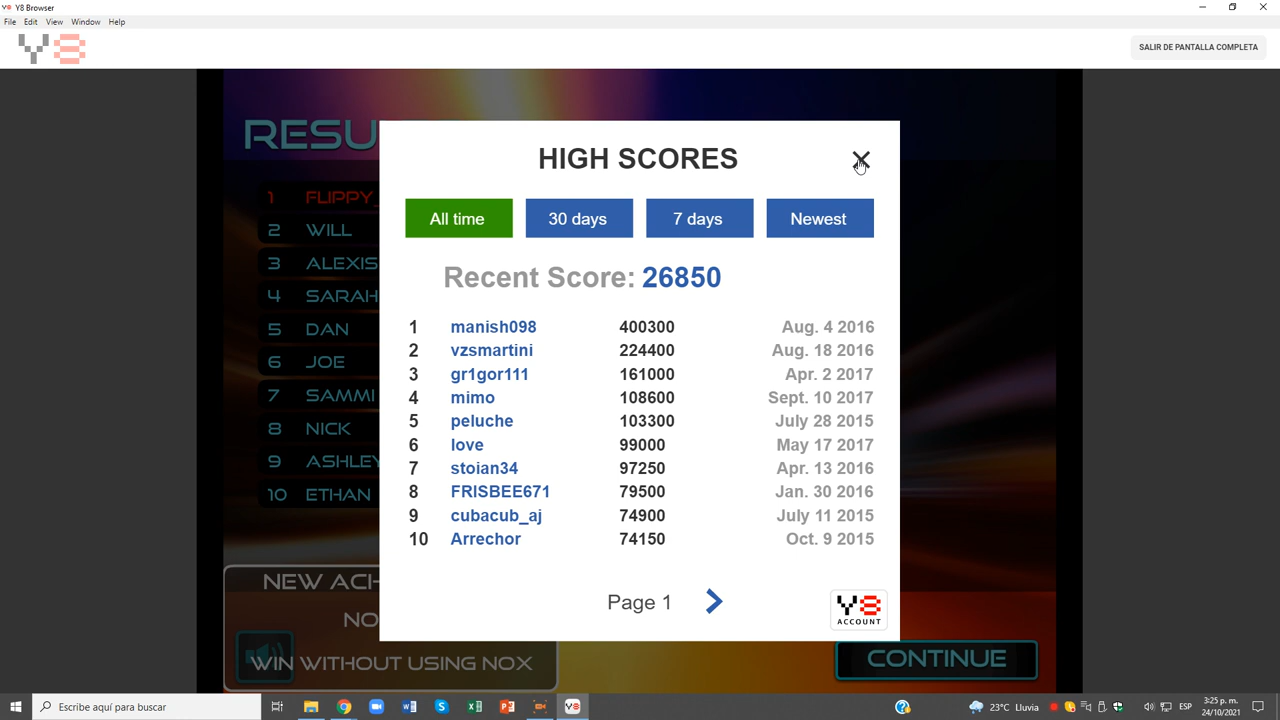 Y8 Browser
File Edit View Window Help
Y8
SALIR DE PANTALLA COMPLETA
RESU
1 FLIPPY_
2 WILL
3 ALEXIS
4 SARAH
5 DAN
6 JOE
7 SAMMI
8 NICK
9 ASHLEY
10 ETHAN
HIGH SCORES
All time 30 days 7 days Newest
Recent Score: 26850
1 manish098 400300 Aug. 4 2016
2 vzsmartini 224400 Aug. 18 2016
3 gr1gor111 161000 Apr. 2 2017
4 mimo 108600 Sept. 10 2017
5 peluche 103300 July 28 2015
6 love 99000 May 17 2017
7 stoian34 97250 Apr. 13 2016
8 FRISBEE671 79500 Jan. 30 2016
9 cubacub_aj 74900 July 11 2015
10 Arrechor 74150 Oct. 9 2015
Page 1
Y8
ACCOUNT
NEW ACH
NO
WIN WITHOUT USING NOX
CONTINUE
Escribe aquí para buscar
23°C Lluvia
ESP
3:25 p. m.
24/10/2021